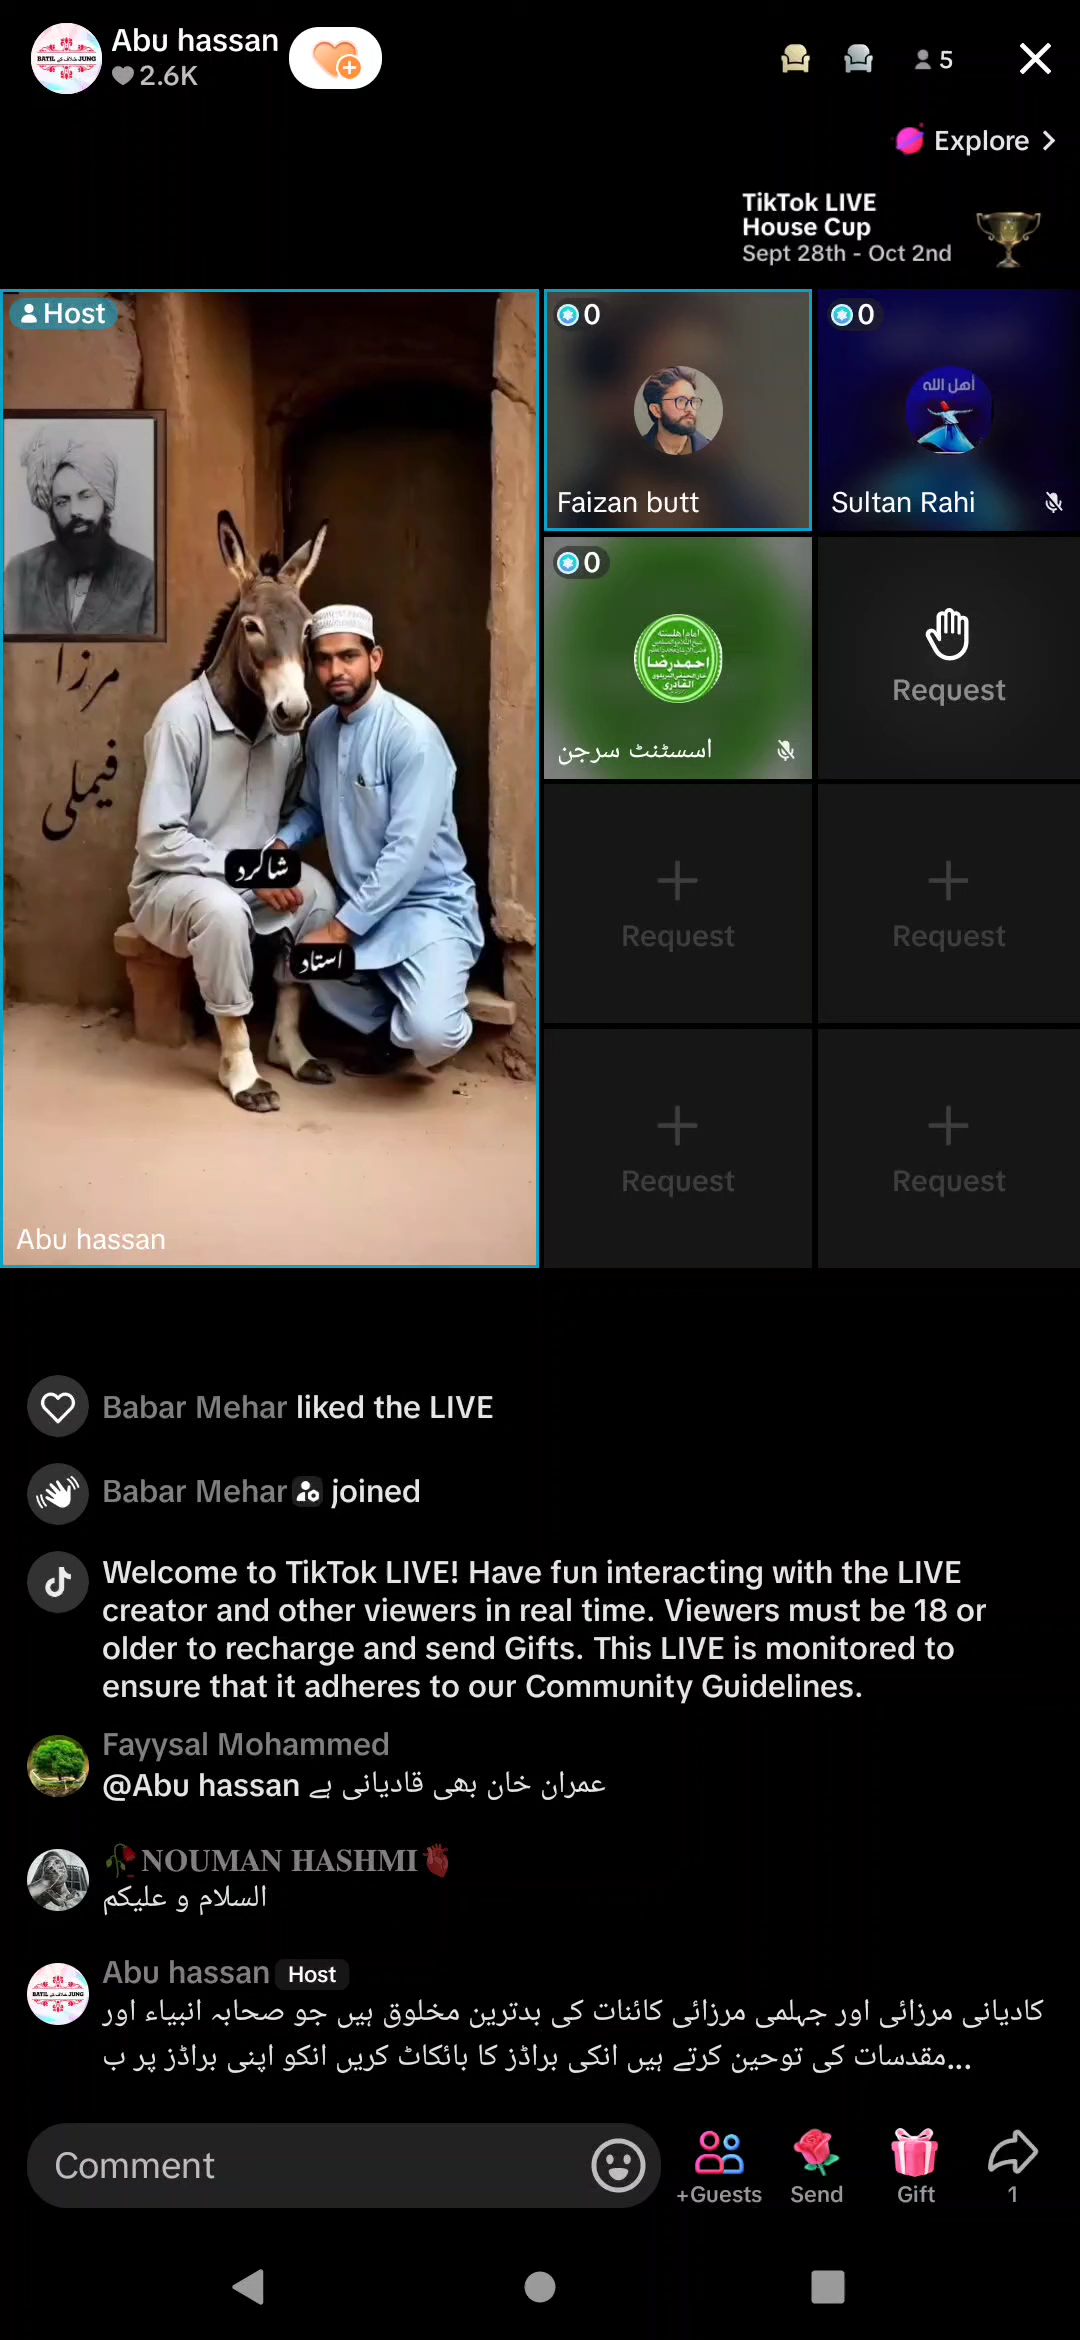 Abu hassan
2.6K
5
Explore
TikTok LIVE
House Cup
Sept 28th - Oct 2nd
Host
مرزا
فیملی
شاگرد
استاد
Abu hassan
0
Faizan butt
0
أهل الله
Sultan Rahi
0
احمدرضا
القادری
اسسٹنٹ سرجن
Request
Request
Request
Request
Request
Babar Mehar liked the LIVE
Babar Mehar joined
Welcome to TikTok LIVE! Have fun interacting with the LIVE
creator and other viewers in real time. Viewers must be 18 or
older to recharge and send Gifts. This LIVE is monitored to
ensure that it adheres to our Community Guidelines.
Fayysal Mohammed
@Abu hassan عمران خان بھی قادیانی ہے
🥀NOUMAN HASHMI🫀
السلام و علیکم
Abu hassan Host
کادیانی مرزائی اور جہلمی مرزائی کائنات کی بدترین مخلوق ہیں جو صحابہ انبیاء اور
مقدسات کی توحین کرتے ہیں انکی براڈز کا بائکاٹ کریں انکو اپنی براڈز پر ب...
Comment
+Guests
Send
Gift
1